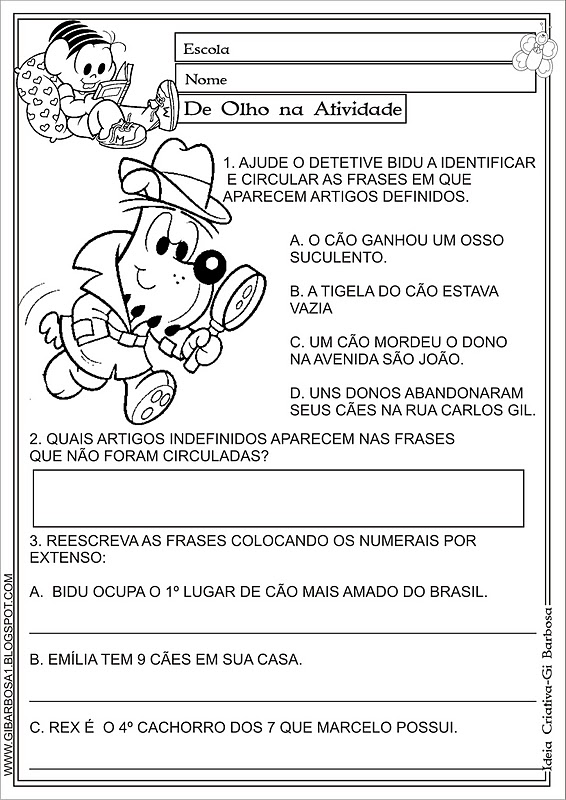 Escola
Nome
De Olho na Atividade
1. AJUDE O DETETIVE BIDU A IDENTIFICAR
E CIRCULAR AS FRASES EM QUE
APARECEM ARTIGOS DEFINIDOS.
A. O CÃO GANHOU UM OSSO
SUCULENTO.
B. A TIGELA DO CÃO ESTAVA
VAZIA
C. UM CÃO MORDEU O DONO
NA AVENIDA SÃO JOÃO.
D. UNS DONOS ABANDONARAM
SEUS CÃES NA RUA CARLOS GIL.
2. QUAIS ARTIGOS INDEFINIDOS APARECEM NAS FRASES
QUE NÃO FORAM CIRCULADAS?
3. REESCREVA AS FRASES COLOCANDO OS NUMERAIS POR
EXTENSO:
A. BIDU OCUPA O 1º LUGAR DE CÃO MAIS AMADO DO BRASIL.
B. EMÍLIA TEM 9 CÃES EM SUA CASA.
C. REX É O 4º CACHORRO DOS 7 QUE MARCELO POSSUI.
WWW.GIBARBOSA1.BLOGSPOT.COM
Ideia Criativa-Gi Barbosa